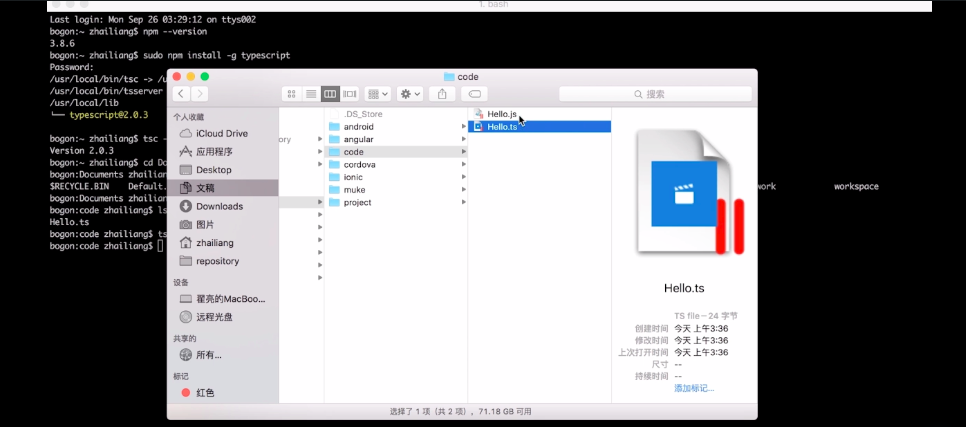 1. bash
Last login: Mon Sep 26 03:29:12 on ttys002
bogon:~ zhailiang$ npm --version
3.8.6
bogon:~ zhailiang$ sudo npm install -g typescript
Password:
/usr/local/bin/tsc ->
/usr/local/bin/tsserver
/usr/local/lib
└── typescript@2.0.3
bogon:~ zhailiang$ tsc -
Version 2.0.3
bogon:~ zhailiang$ cd Do
bogon:Documents zhailian
$RECYCLE.BIN Default. work workspace
bogon:Documents zhailian
bogon:code zhailiang$ ls
Hello.ts
bogon:code zhailiang$ ts
bogon:code zhailiang$
code
搜索
个人收藏
iCloud Drive
应用程序
Desktop
文稿
Downloads
图片
zhailiang
repository
设备
翟亮的MacBoo...
远程光盘
共享的
所有...
标记
红色
ory
.DS_Store
android
angular
code
cordova
ionic
muke
project
Hello.js
Hello.ts
Hello.ts
TS file－24 字节
创建时间 今天 上午3:36
修改时间 今天 上午3:36
上次打开时间 今天 上午3:36
尺寸 --
持续时间 --
添加标记...
选择了 1 项（共 2 项），71.18 GB 可用